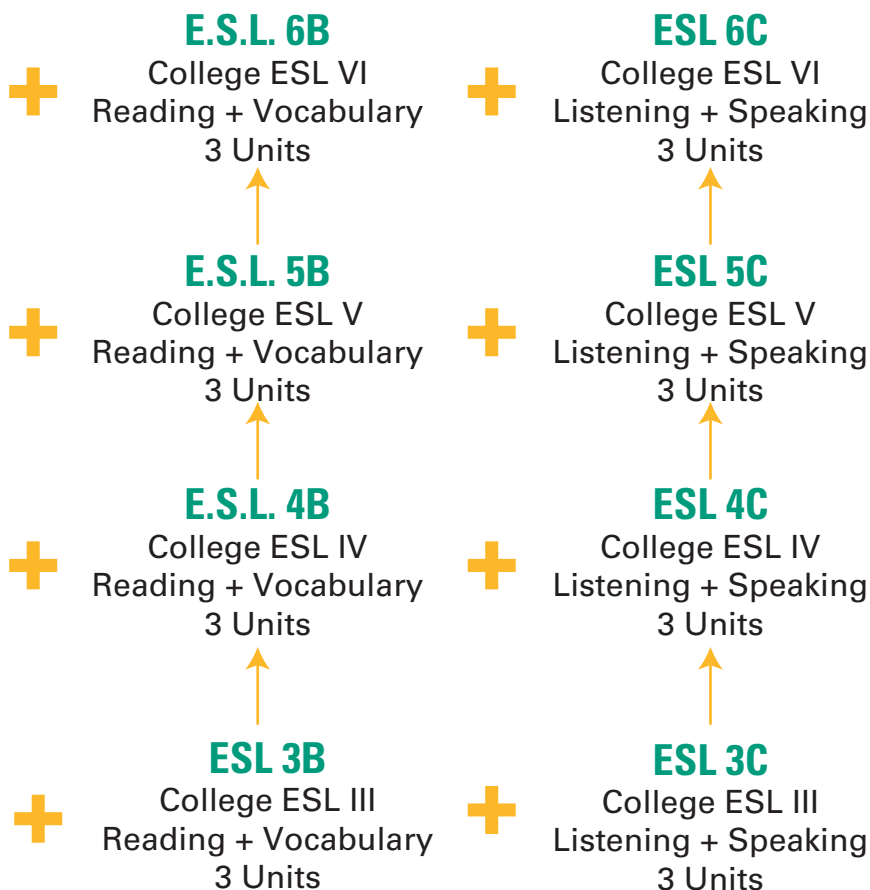 E.S.L. 6B
College ESL VI
Reading + Vocabulary
3 Units
ESL 6C
College ESL VI
Listening + Speaking
3 Units
E.S.L. 5B
College ESL V
Reading + Vocabulary
3 Units
ESL 5C
College ESL V
Listening + Speaking
3 Units
E.S.L. 4B
College ESL IV
Reading + Vocabulary
3 Units
ESL 4C
College ESL IV
Listening + Speaking
3 Units
ESL 3B
College ESL III
Reading + Vocabulary
3 Units
ESL 3C
College ESL III
Listening + Speaking
3 Units